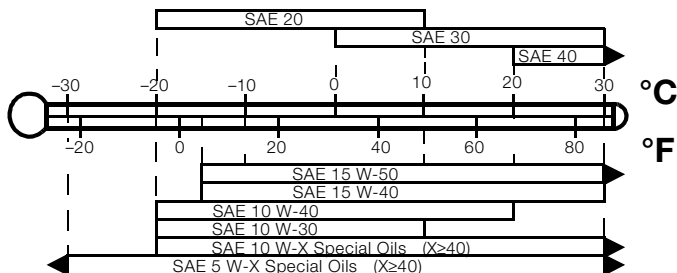 SAE 20
SAE 30
SAE 40
–30 –20 –10 0 10 20 30 °C
–20 0 20 40 60 80 °F
SAE 15 W-50
SAE 15 W-40
SAE 10 W-40
SAE 10 W-30
SAE 10 W-X Special Oils (X≥40)
SAE 5 W-X Special Oils (X≥40)